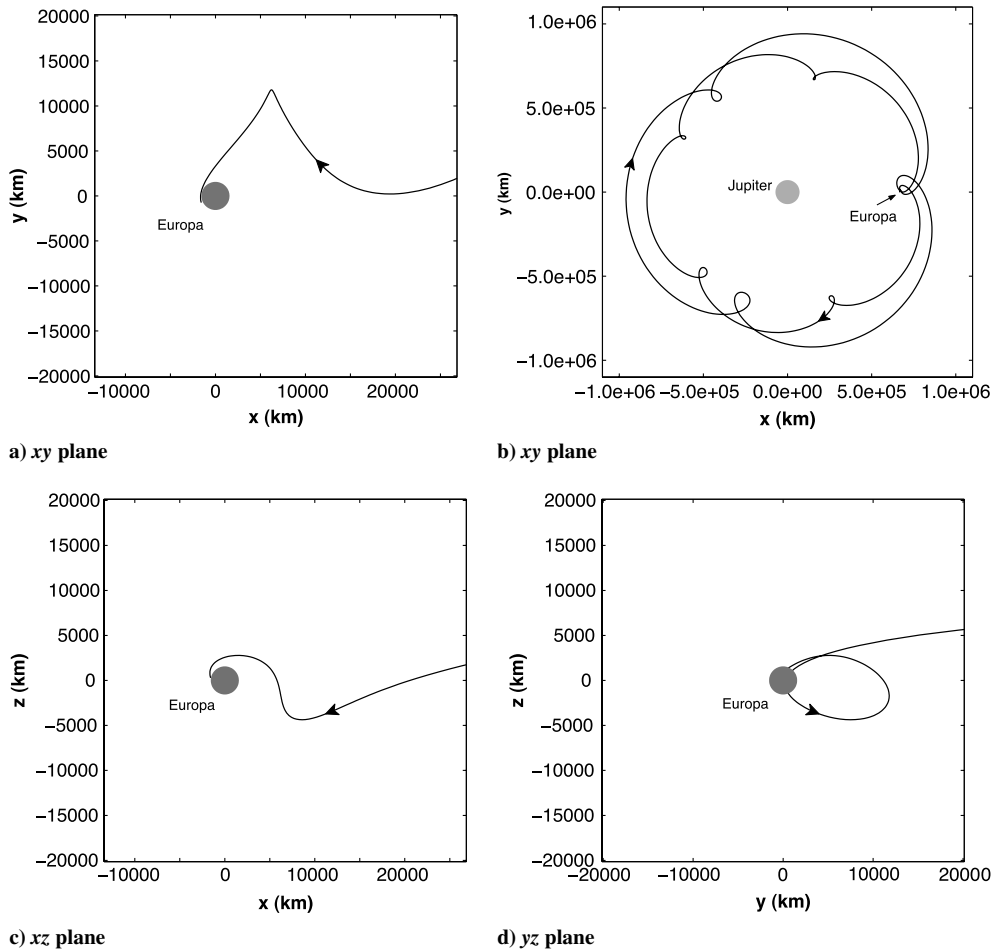 20000
15000
10000
5000
0
−5000
−10000
−15000
−20000
y (km)
Europa
−10000 0 10000 20000
x (km)
a) xy plane
1.0e+06
5.0e+05
0.0e+00
−5.0e+05
−1.0e+06
y (km)
Jupiter
Europa
−1.0e+06 −5.0e+05 0.0e+00 5.0e+05 1.0e+06
x (km)
b) xy plane
20000
15000
10000
5000
0
−5000
−10000
−15000
−20000
z (km)
Europa
−10000 0 10000 20000
x (km)
c) xz plane
20000
15000
10000
5000
0
−5000
−10000
−15000
−20000
z (km)
Europa
−20000 −10000 0 10000 20000
y (km)
d) yz plane